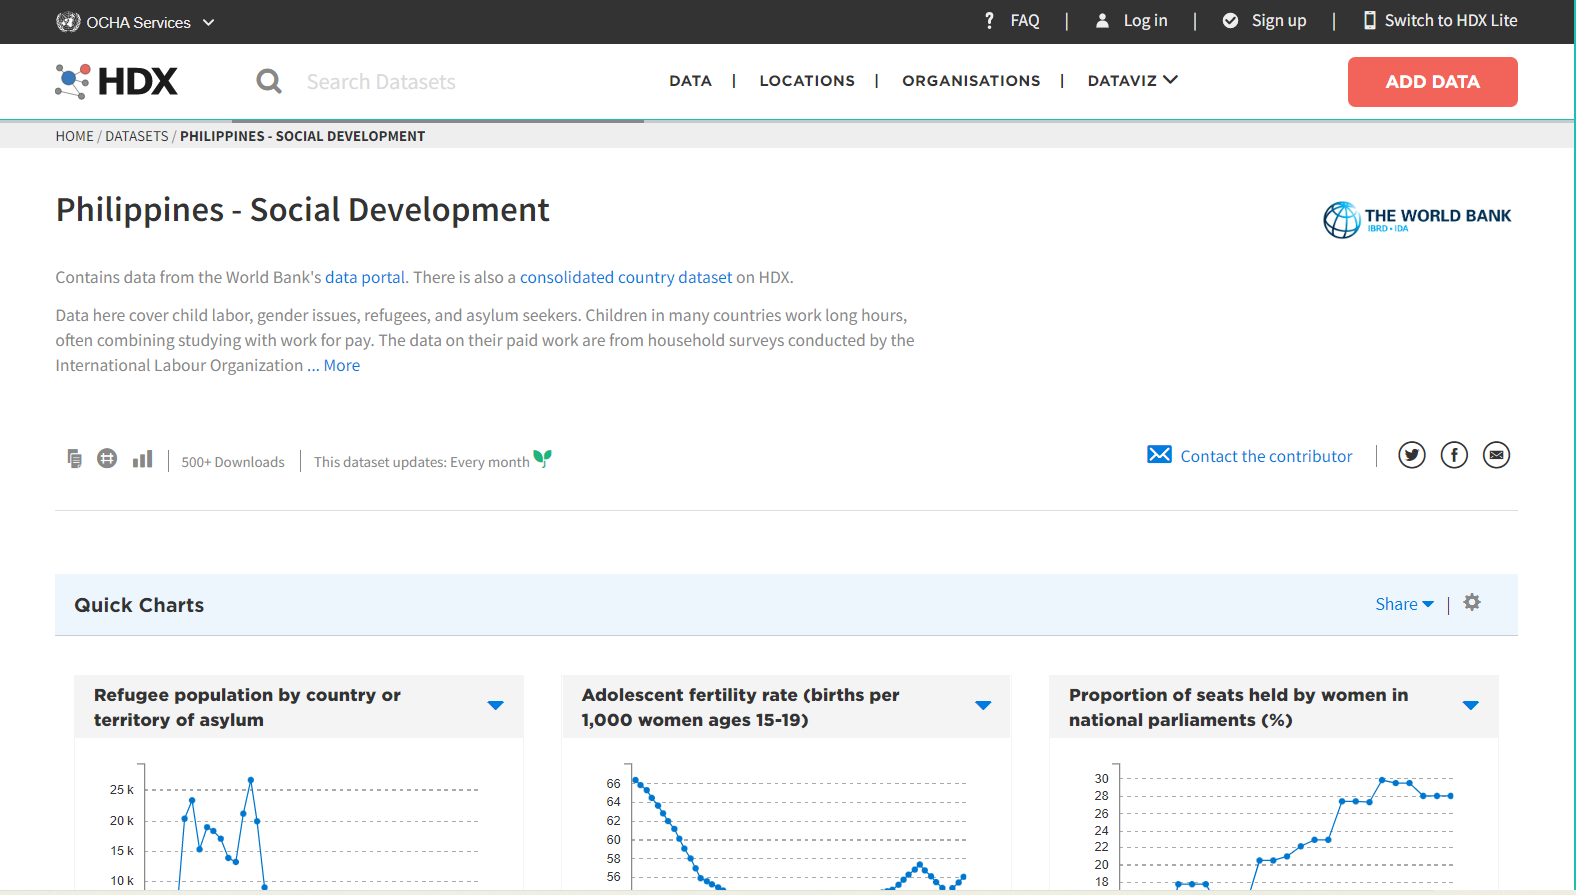 OCHA Services
FAQ | Log in | Sign up | Switch to HDX Lite
HDX
Search Datasets
DATA | LOCATIONS | ORGANISATIONS | DATAVIZ
ADD DATA
HOME / DATASETS / PHILIPPINES - SOCIAL DEVELOPMENT
Philippines - Social Development
THE WORLD BANK
IBRD • IDA
Contains data from the World Bank's data portal. There is also a consolidated country dataset on HDX.
Data here cover child labor, gender issues, refugees, and asylum seekers. Children in many countries work long hours,
often combining studying with work for pay. The data on their paid work are from household surveys conducted by the
International Labour Organization ... More
500+ Downloads | This dataset updates: Every month
Contact the contributor
Quick Charts
Share
Refugee population by country or
territory of asylum
25 k
20 k
15 k
10 k
Adolescent fertility rate (births per
1,000 women ages 15-19)
66
64
62
60
58
56
Proportion of seats held by women in
national parliaments (%)
30
28
26
24
22
20
18